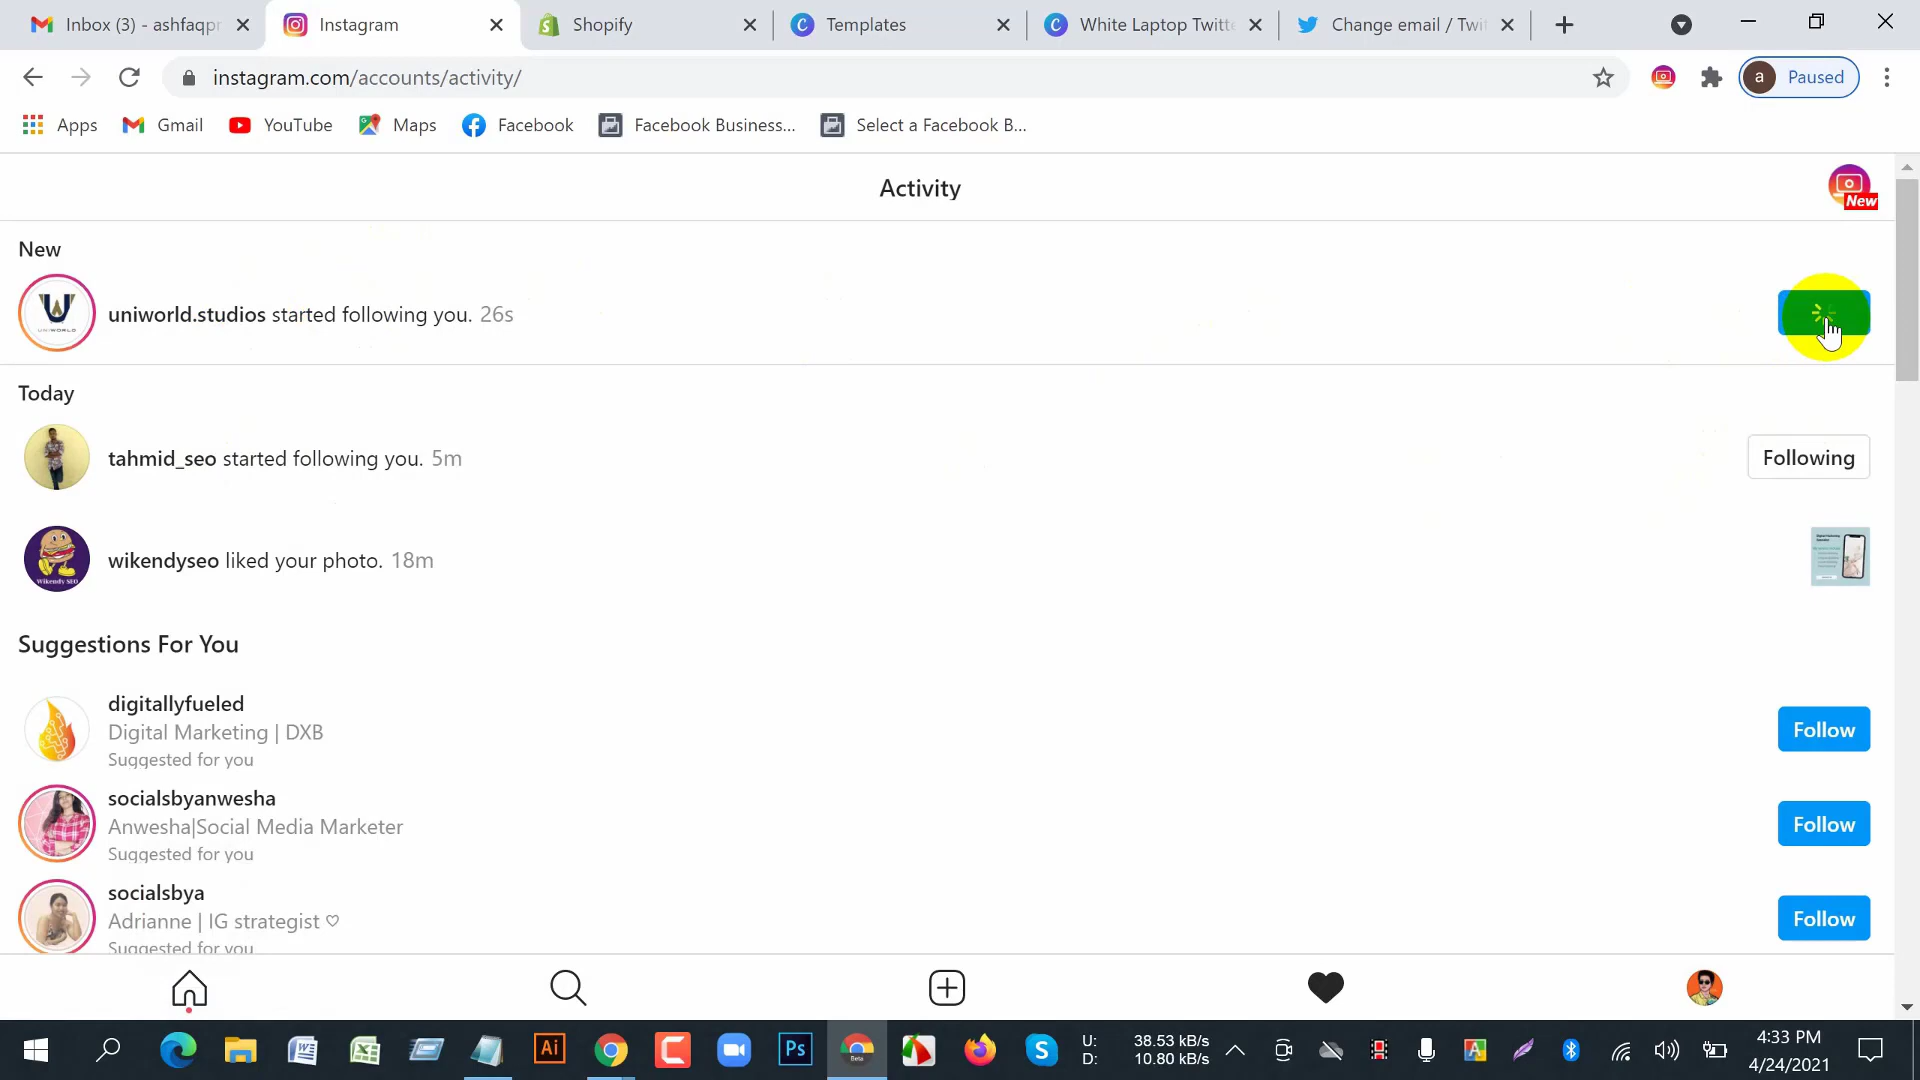 Inbox (3) - ashfaqpr
Instagram
Shopify
Templates
White Laptop Twitte
Change email / Twi
instagram.com/accounts/activity/
a Paused
Apps
Gmail
YouTube
Maps
Facebook
Facebook Business...
Select a Facebook B...
Activity
New
New
uniworld.studios started following you. 26s
Today
tahmid_seo started following you. 5m
Following
wikendyseo liked your photo. 18m
Suggestions For You
digitallyfueled
Digital Marketing | DXB
Suggested for you
Follow
socialsbyanwesha
Anwesha|Social Media Marketer
Suggested for you
Follow
socialsbya
Adrianne | IG strategist ♡
Suggested for you
Follow
U: 38.53 kB/s
D: 10.80 kB/s
4:33 PM
4/24/2021